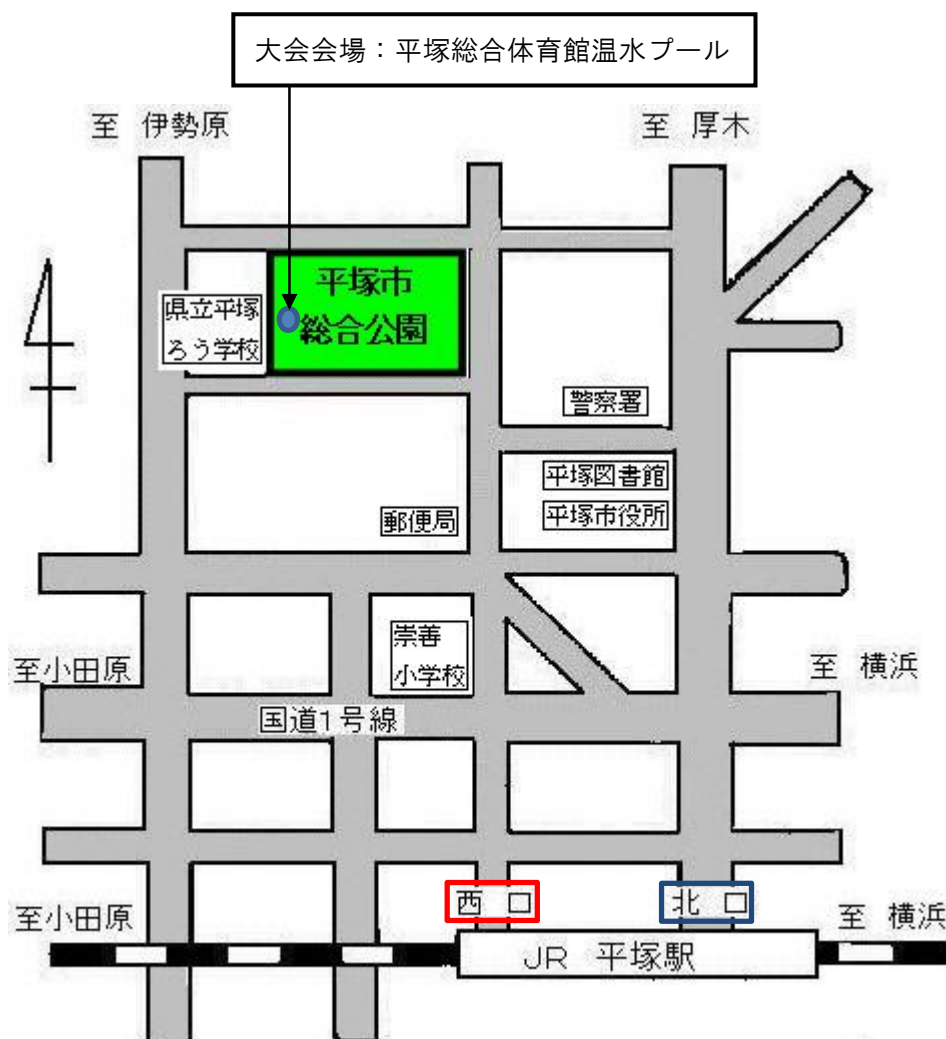 大会会場：平塚総合体育館温水プール
至 伊勢原
至 厚木
平塚市
総合公園
県立平塚
ろう学校
警察署
平塚図書館
平塚市役所
郵便局
崇善
小学校
至小田原
至 横浜
国道1号線
西 口
北 口
至小田原
至 横浜
JR 平塚駅